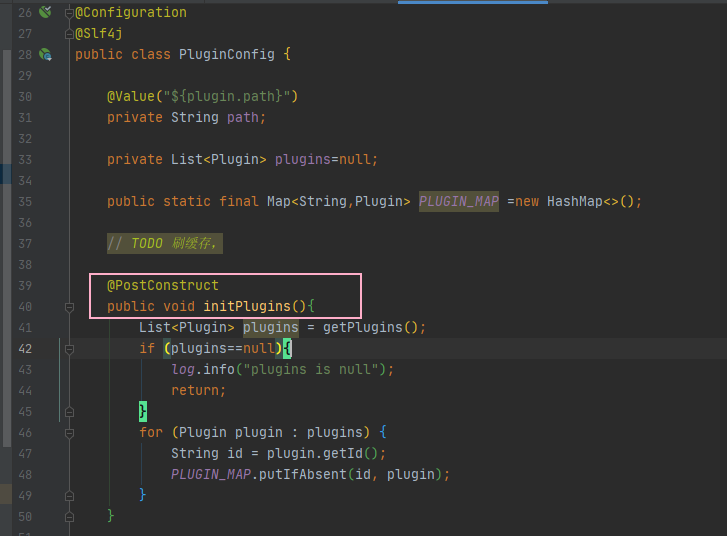 26 @Configuration
27 @Slf4j
28 public class PluginConfig {
29
30 @Value("${plugin.path}")
31 private String path;
32
33 private List<Plugin> plugins=null;
34
35 public static final Map<String,Plugin> PLUGIN_MAP =new HashMap<>();
36
37 // TODO 刷缓存,
38
39 @PostConstruct
40 public void initPlugins(){
41 List<Plugin> plugins = getPlugins();
42 if (plugins==null){
43 log.info("plugins is null");
44 return;
45 }
46 for (Plugin plugin : plugins) {
47 String id = plugin.getId();
48 PLUGIN_MAP.putIfAbsent(id, plugin);
49 }
50 }